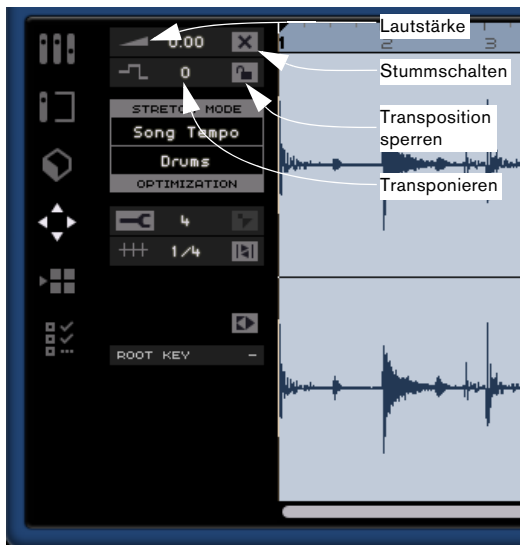 Lautstärke
0.00
1
2
3
Stummschalten
0
Transposition
sperren
STRETCH MODE
Song Tempo
Transponieren
Drums
OPTIMIZATION
4
1/4
ROOT KEY -